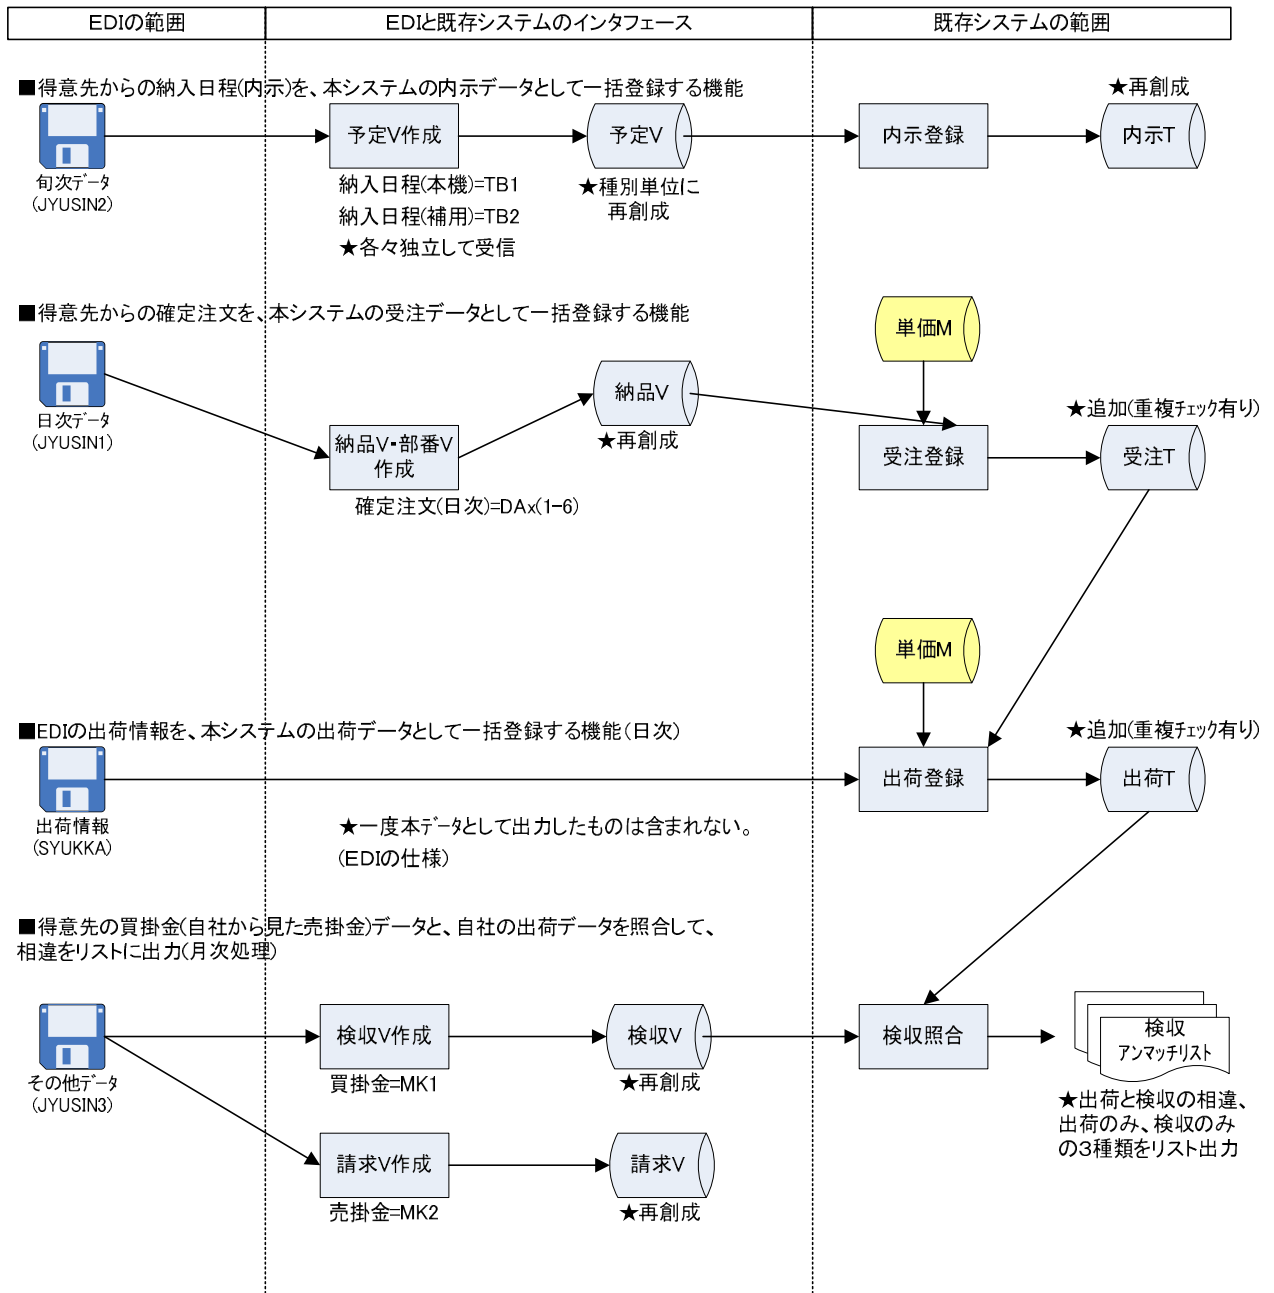 EDIの範囲
EDIと既存システムのインタフェース
既存システムの範囲
■得意先からの納入日程(内示)を、本システムの内示データとして一括登録する機能
旬次データ
(JYUSIN2)
予定V作成
納入日程(本機)=TB1
納入日程(補用)=TB2
★各々独立して受信
予定V
★種別単位に
再創成
内示登録
★再創成
内示T
■得意先からの確定注文を、本システムの受注データとして一括登録する機能
日次データ
(JYUSIN1)
納品V・部番V
作成
確定注文(日次)=DAx(1-6)
納品V
★再創成
単価M
受注登録
★追加(重複チェック有り)
受注T
単価M
■EDIの出荷情報を、本システムの出荷データとして一括登録する機能(日次)
出荷情報
(SYUKKA)
★一度本データとして出力したものは含まれない。
(EDIの仕様)
出荷登録
★追加(重複チェック有り)
出荷T
■得意先の買掛金(自社から見た売掛金)データと、自社の出荷データを照合して、
相違をリストに出力(月次処理)
その他データ
(JYUSIN3)
検収V作成
買掛金=MK1
検収V
★再創成
検収照合
検収
アンマッチリスト
★出荷と検収の相違、
出荷のみ、検収のみ
の3種類をリスト出力
請求V作成
売掛金=MK2
請求V
★再創成